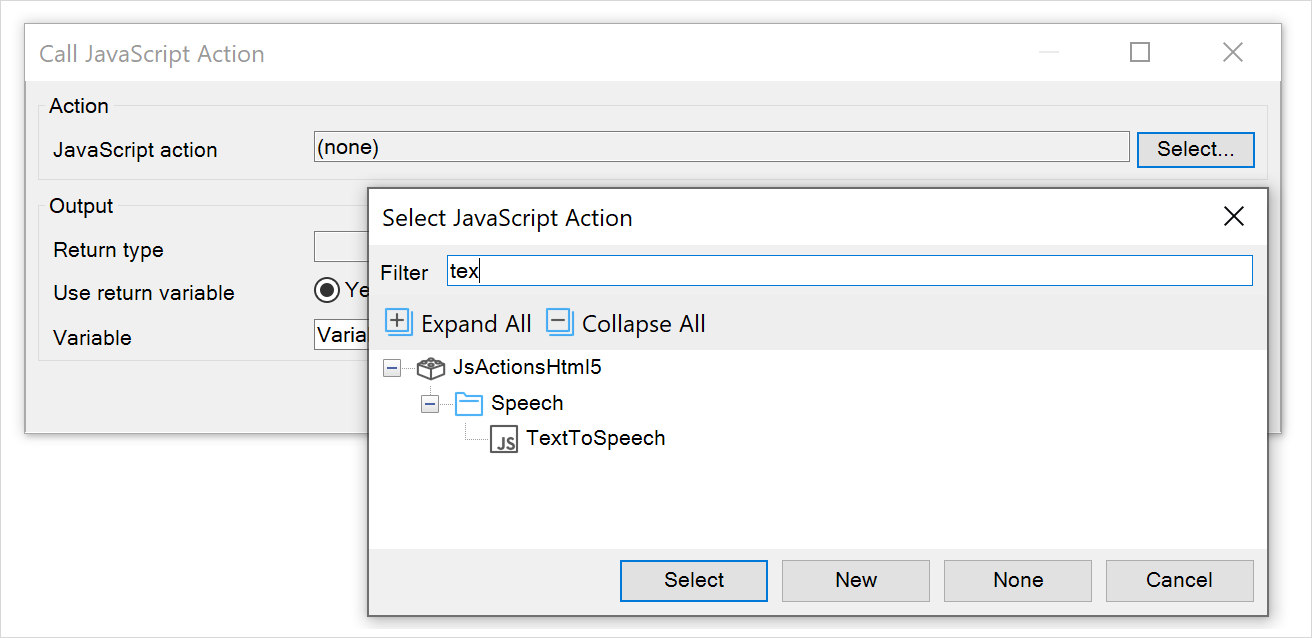 Call JavaScript Action
Action
JavaScript action (none) Select...
Output
Return type
Use return variable Ye
Variable Varia
Select JavaScript Action
Filter tex
Expand All Collapse All
JsActionsHtml5
Speech
JS TextToSpeech
Select New None Cancel